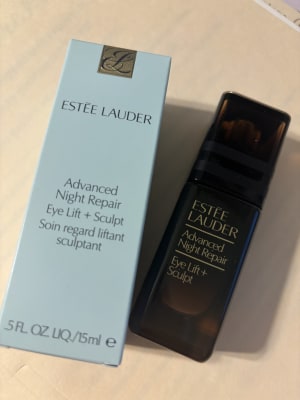 ESTĒE LAUDER
Advanced
Night Repair
Eye Lift + Sculpt
Soin regard liftant
sculptant
.5 FL. OZ. LIQ./15ml e
ESTĒE
LAUDER
Advanced
Night Repair
Eye Lift +
Sculpt